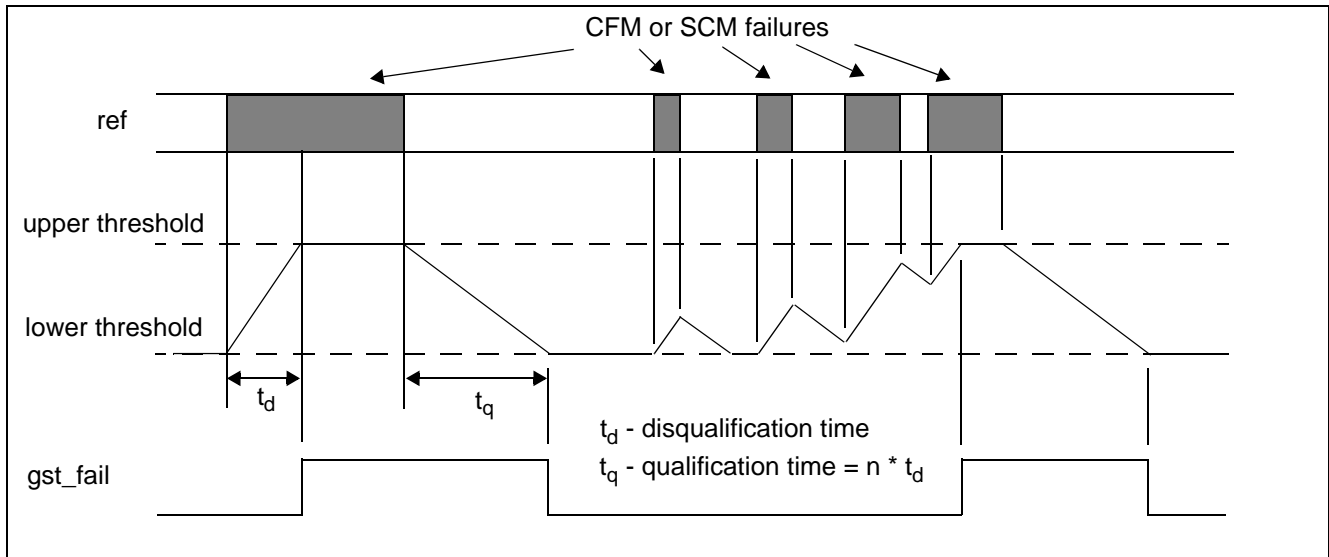 CFM or SCM failures
ref
upper threshold
lower threshold
td
tq
td - disqualification time
tq - qualification time = n * td
gst_fail